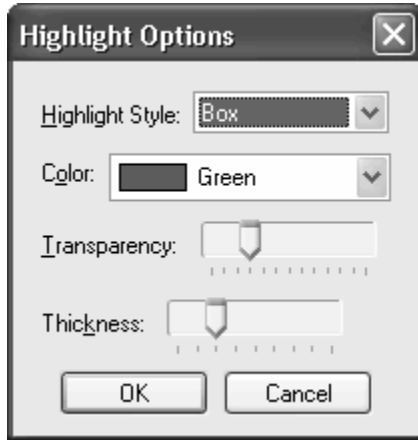 Highlight Options
Highlight Style: Box
Color: Green
Transparency:
Thickness:
OK Cancel